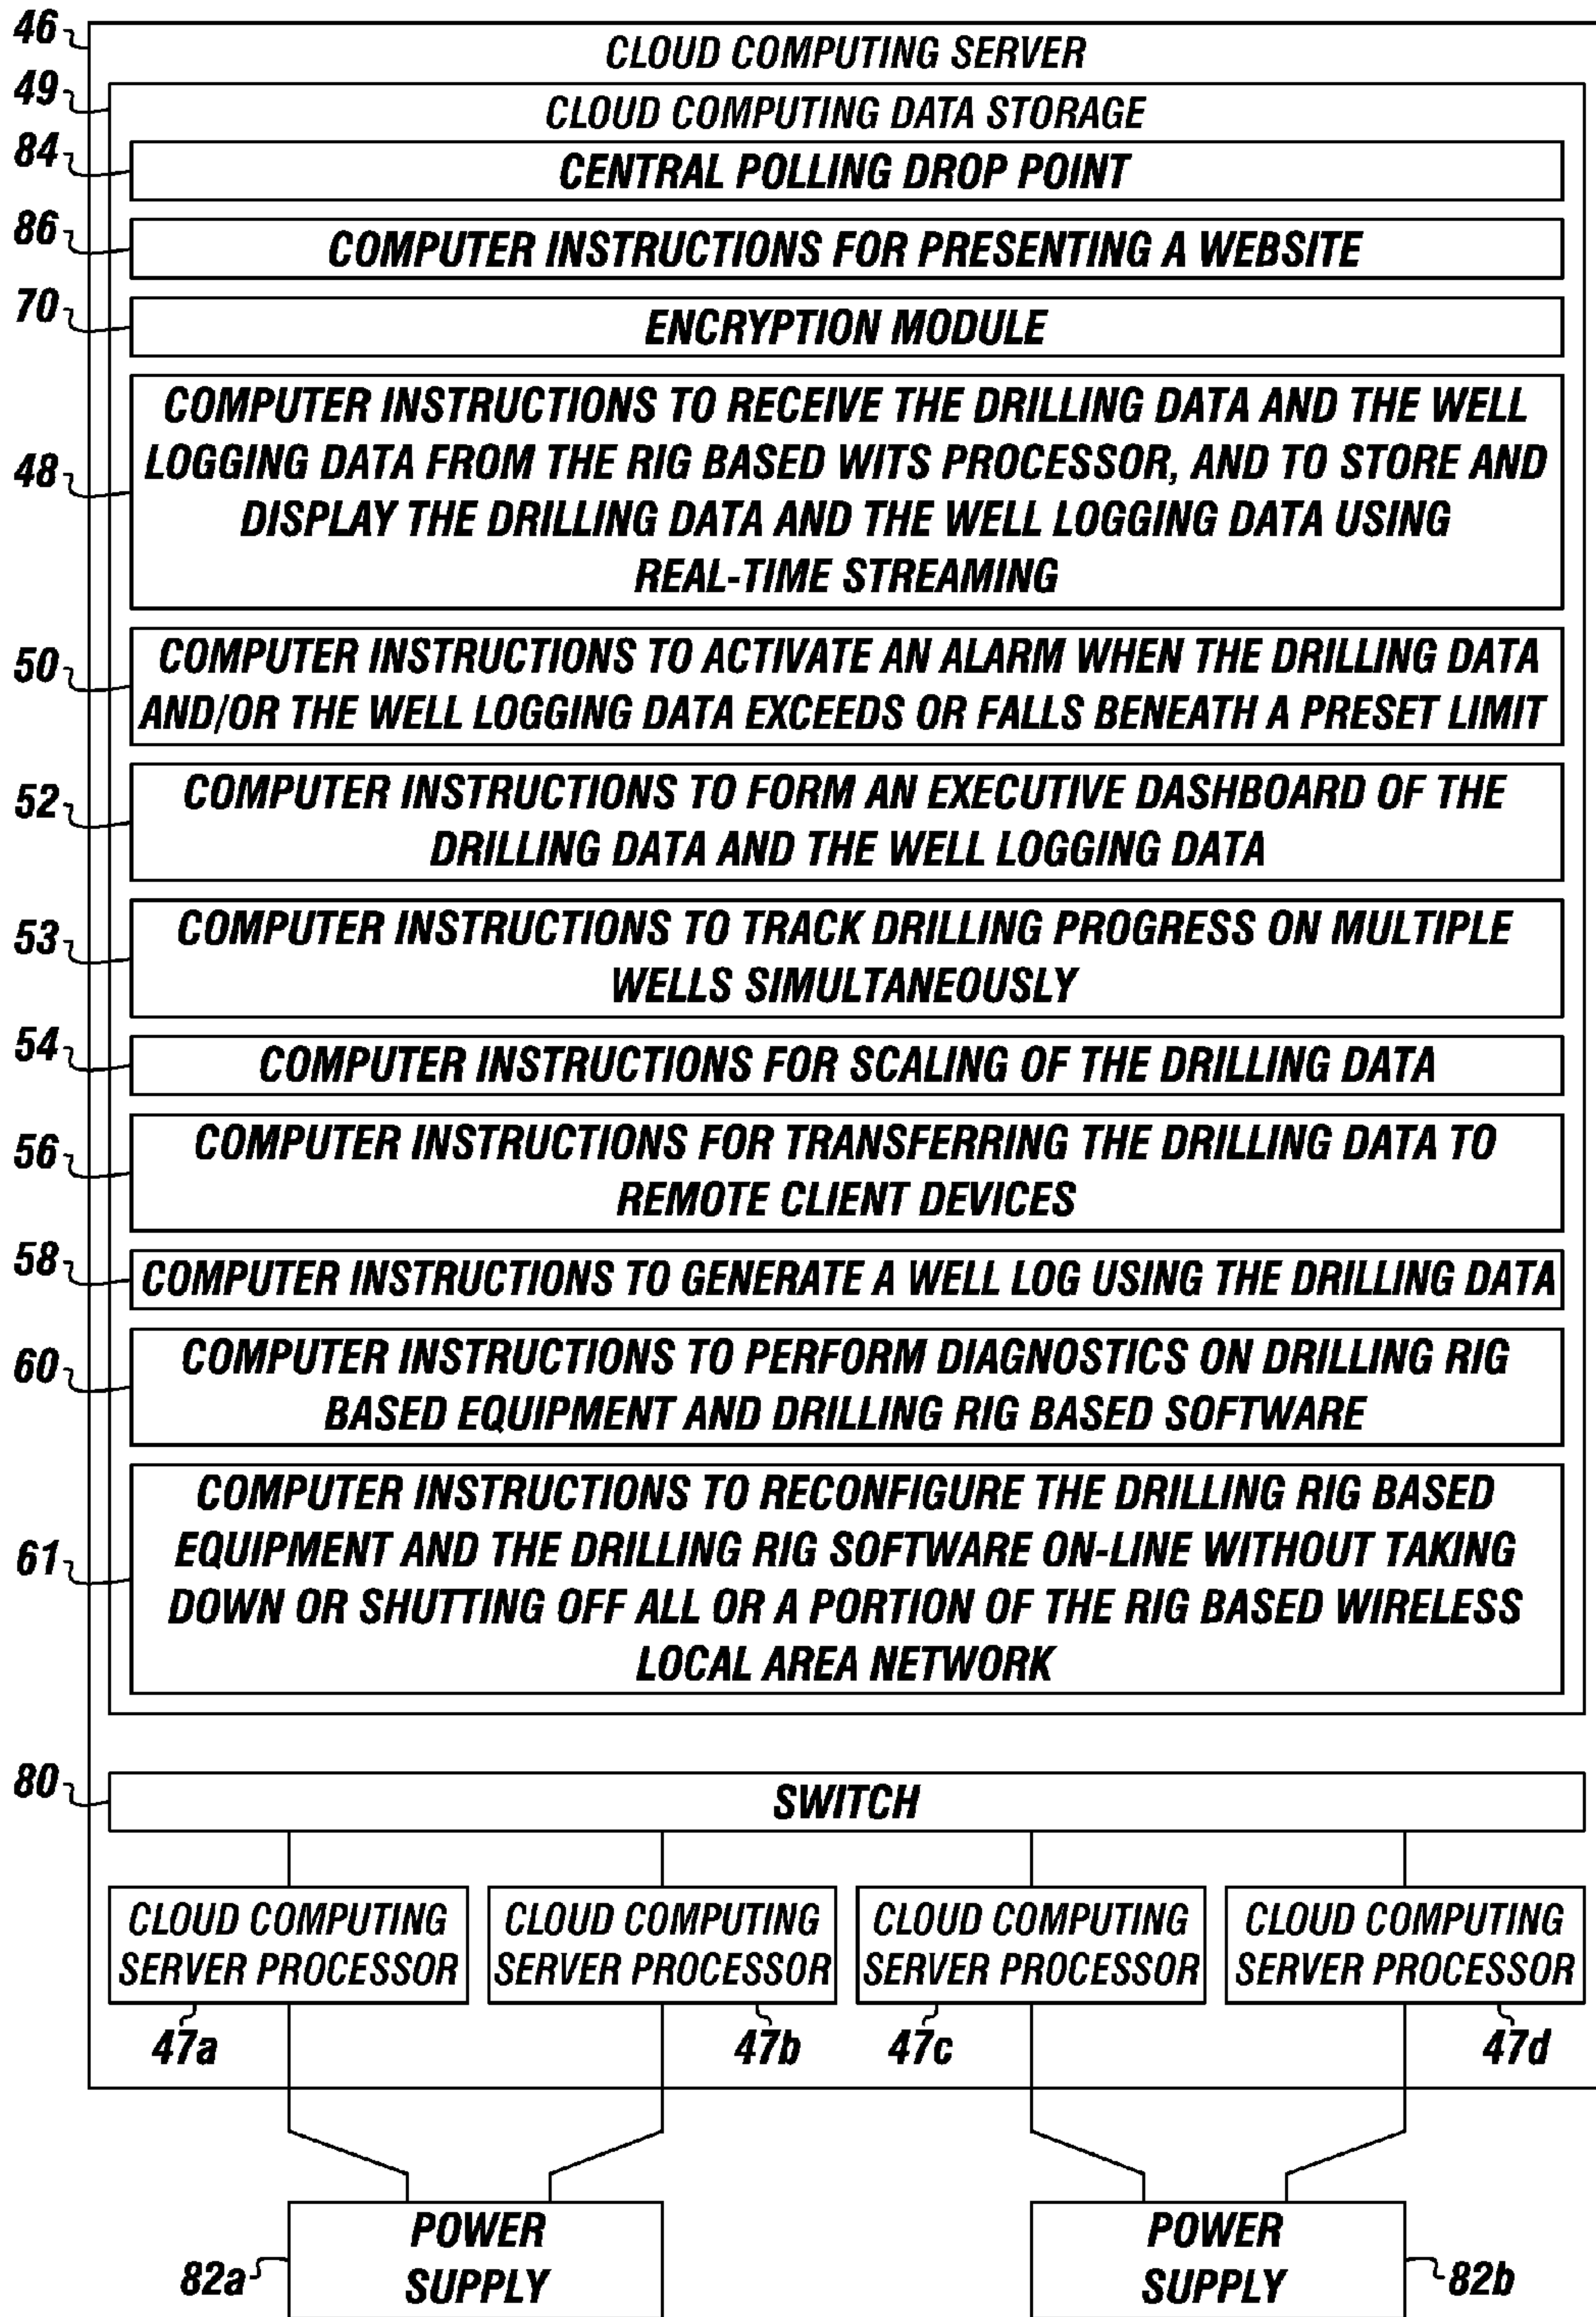 46
CLOUD COMPUTING SERVER
49
CLOUD COMPUTING DATA STORAGE
84
CENTRAL POLLING DROP POINT
86
COMPUTER INSTRUCTIONS FOR PRESENTING A WEBSITE
70
ENCRYPTION MODULE
48
COMPUTER INSTRUCTIONS TO RECEIVE THE DRILLING DATA AND THE WELL
LOGGING DATA FROM THE RIG BASED WITS PROCESSOR, AND TO STORE AND
DISPLAY THE DRILLING DATA AND THE WELL LOGGING DATA USING
REAL-TIME STREAMING
50
COMPUTER INSTRUCTIONS TO ACTIVATE AN ALARM WHEN THE DRILLING DATA
AND/OR THE WELL LOGGING DATA EXCEEDS OR FALLS BENEATH A PRESET LIMIT
52
COMPUTER INSTRUCTIONS TO FORM AN EXECUTIVE DASHBOARD OF THE
DRILLING DATA AND THE WELL LOGGING DATA
53
COMPUTER INSTRUCTIONS TO TRACK DRILLING PROGRESS ON MULTIPLE
WELLS SIMULTANEOUSLY
54
COMPUTER INSTRUCTIONS FOR SCALING OF THE DRILLING DATA
56
COMPUTER INSTRUCTIONS FOR TRANSFERRING THE DRILLING DATA TO
REMOTE CLIENT DEVICES
58
COMPUTER INSTRUCTIONS TO GENERATE A WELL LOG USING THE DRILLING DATA
60
COMPUTER INSTRUCTIONS TO PERFORM DIAGNOSTICS ON DRILLING RIG
BASED EQUIPMENT AND DRILLING RIG BASED SOFTWARE
61
COMPUTER INSTRUCTIONS TO RECONFIGURE THE DRILLING RIG BASED
EQUIPMENT AND THE DRILLING RIG SOFTWARE ON-LINE WITHOUT TAKING
DOWN OR SHUTTING OFF ALL OR A PORTION OF THE RIG BASED WIRELESS
LOCAL AREA NETWORK
80
SWITCH
CLOUD COMPUTING
SERVER PROCESSOR
47a
CLOUD COMPUTING
SERVER PROCESSOR
47b
CLOUD COMPUTING
SERVER PROCESSOR
47c
CLOUD COMPUTING
SERVER PROCESSOR
47d
POWER
SUPPLY
82a
POWER
SUPPLY
82b